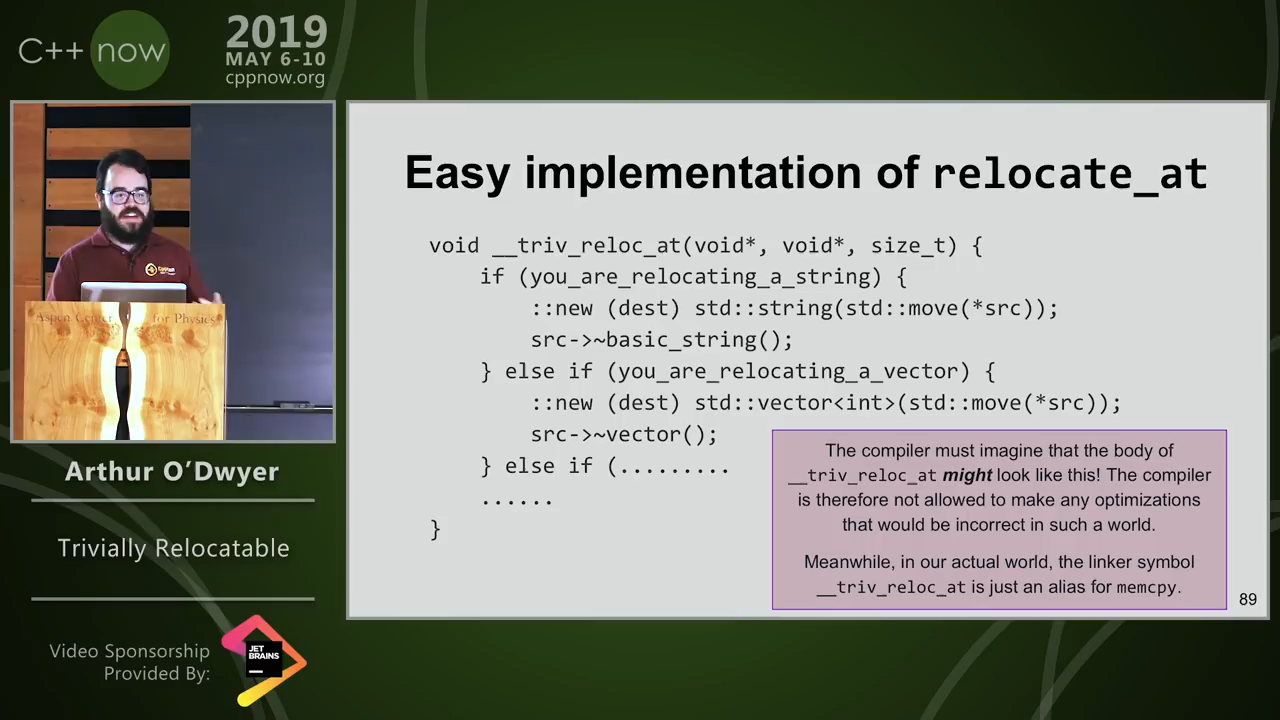 C++ now
2019
MAY 6-10
cppnow.org
Aspen Center for Physics
Arthur O’Dwyer
Trivially Relocatable
Video Sponsorship
Provided By:
JET
BRAINS
Easy implementation of relocate_at
void __triv_reloc_at(void*, void*, size_t) {
if (you_are_relocating_a_string) {
::new (dest) std::string(std::move(*src));
src->~basic_string();
} else if (you_are_relocating_a_vector) {
::new (dest) std::vector<int>(std::move(*src));
src->~vector();
} else if (.........
......
}
The compiler must imagine that the body of
__triv_reloc_at might look like this! The compiler
is therefore not allowed to make any optimizations
that would be incorrect in such a world.
Meanwhile, in our actual world, the linker symbol
__triv_reloc_at is just an alias for memcpy.
89